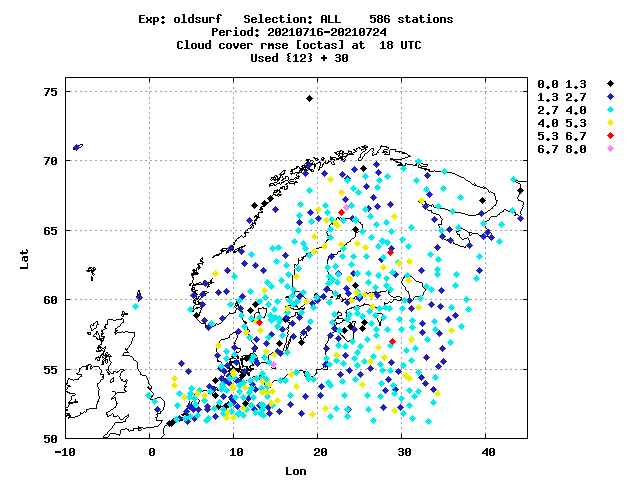 Exp: oldsurf   Selection: ALL    586 stations
Period: 20210716-20210724
Cloud cover rmse [octas] at  18 UTC
Used {12} + 30
0.0 1.3
1.3 2.7
2.7 4.0
4.0 5.3
5.3 6.7
6.7 8.0
75
70
65
60
55
50
Lat
-10 0 10 20 30 40
Lon